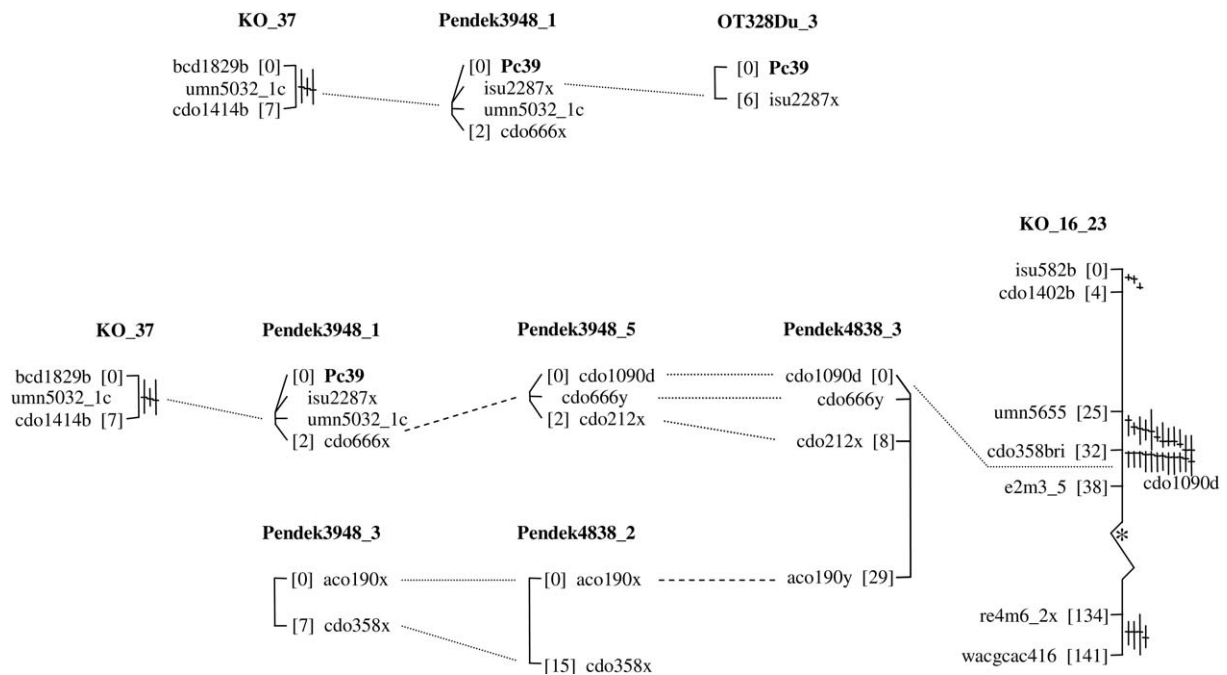 KO_37 Pendek3948_1 OT328Du_3
bcd1829b [0] [0] Pc39 [0] Pc39
umn5032_1c isu2287x
cdo1414b [7] umn5032_1c [6] isu2287x
[2] cdo666x
KO_16_23
isu582b [0]
cdo1402b [4]
KO_37 Pendek3948_1 Pendek3948_5 Pendek4838_3
bcd1829b [0] [0] Pc39 [0] cdo1090d cdo1090d [0]
umn5032_1c isu2287x cdo666y cdo666y
cdo1414b [7] umn5032_1c [2] cdo212x umn5655 [25]
[2] cdo666x cdo212x [8] cdo358bri [32]
cdo1090d
e2m3_5 [38]
Pendek3948_3 Pendek4838_2
*
[0] aco190x [0] aco190x aco190y [29]
[7] cdo358x re4m6_2x [134]
[15] cdo358x wacgcac416 [141]